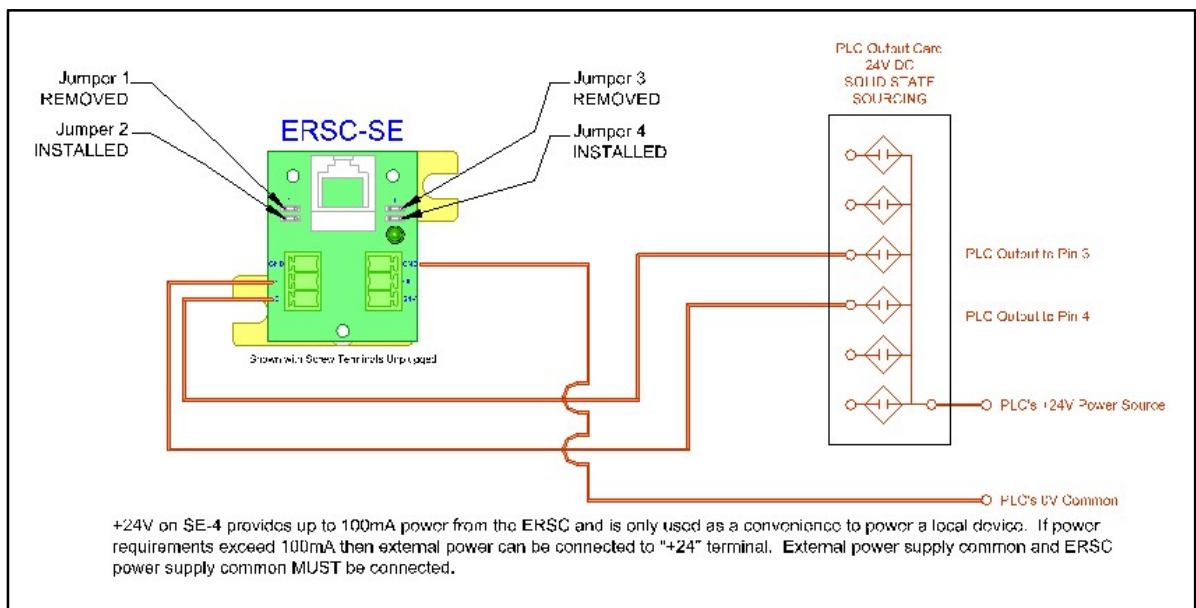 PLC Output Card
24V DC
SOLID STATE
SOURCING
Jumper 1
REMOVED
Jumper 2
INSTALLED
Jumper 3
REMOVED
Jumper 4
INSTALLED
ERSC-SE
GND
GND
Shown with Screw Terminals Unplugged
PLC Output to Pin 3
PLC Output to Pin 4
PLC's +24V Power Source
PLC's 0V Common
+24V on SE-4 provides up to 100mA power from the ERSC and is only used as a convenience to power a local device. If power
requirements exceed 100mA then external power can be connected to "+24" terminal. External power supply common and ERSC
power supply common MUST be connected.